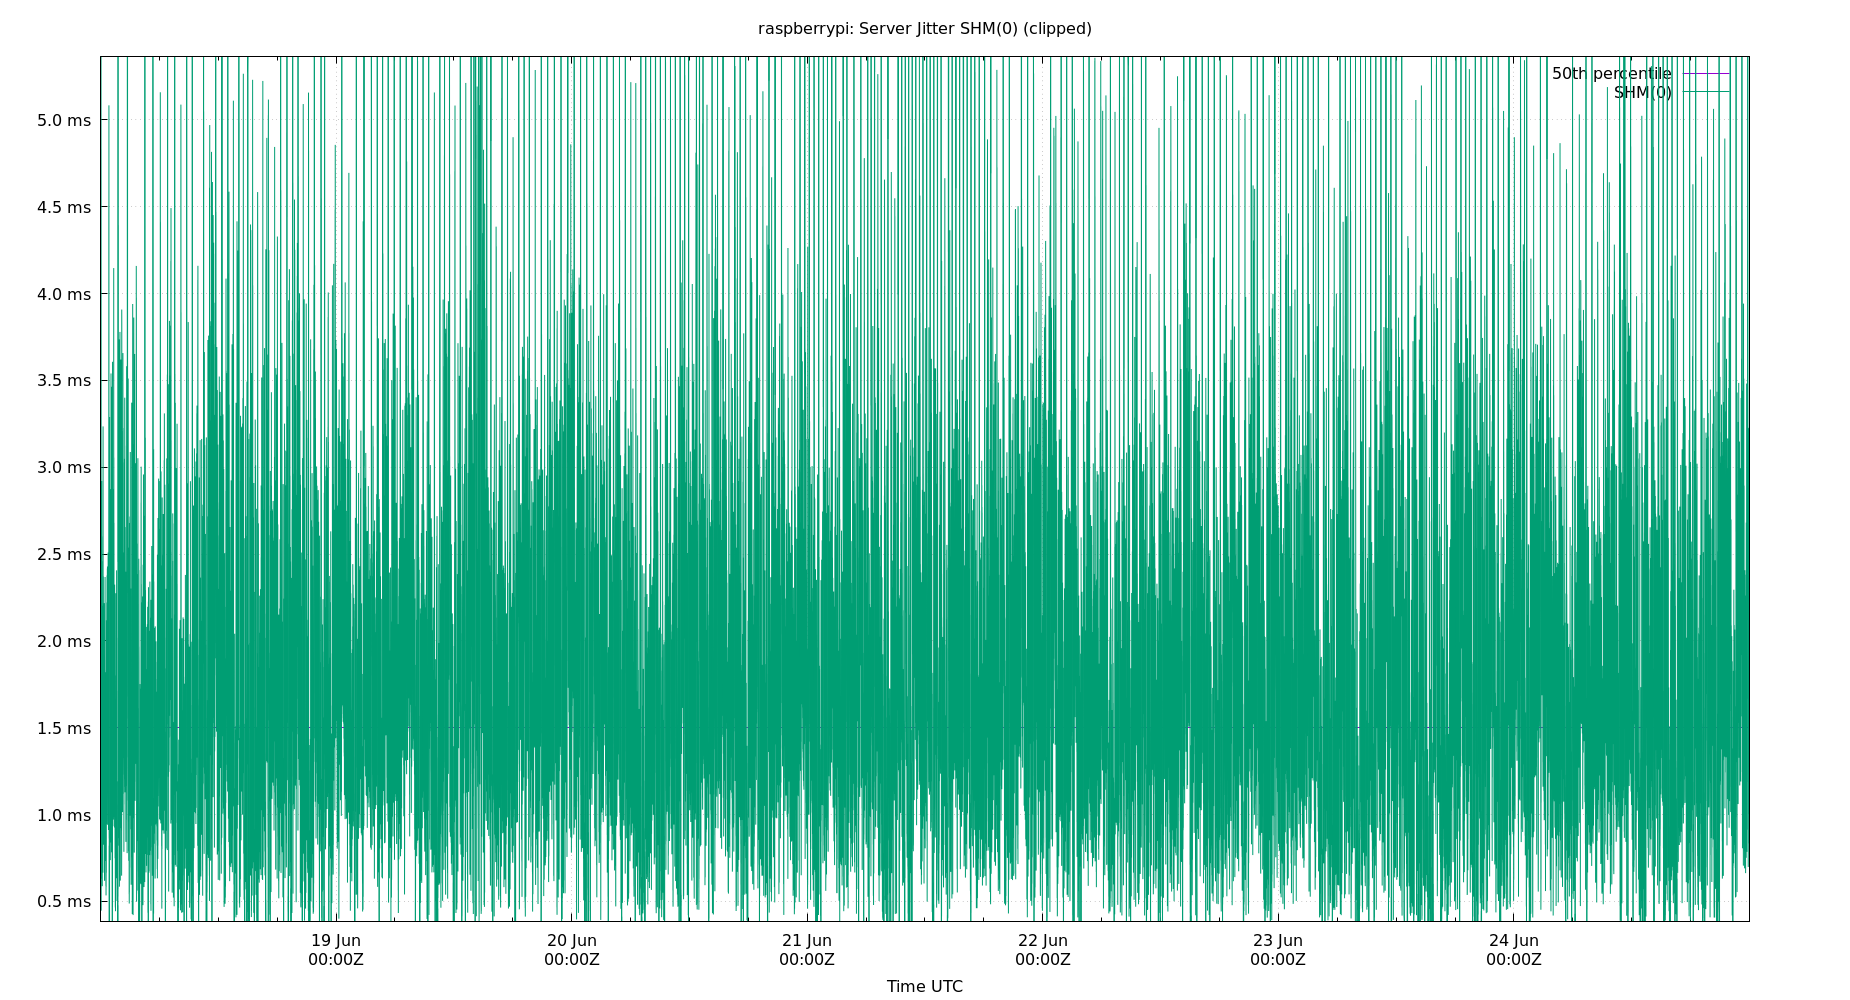 raspberrypi: Server Jitter SHM(0) (clipped)
50th percentile
SHM(0)
5.0 ms
4.5 ms
4.0 ms
3.5 ms
3.0 ms
2.5 ms
2.0 ms
1.5 ms
1.0 ms
0.5 ms
19 Jun 20 Jun 21 Jun 22 Jun 23 Jun 24 Jun
00:00Z 00:00Z 00:00Z 00:00Z 00:00Z 00:00Z
Time UTC